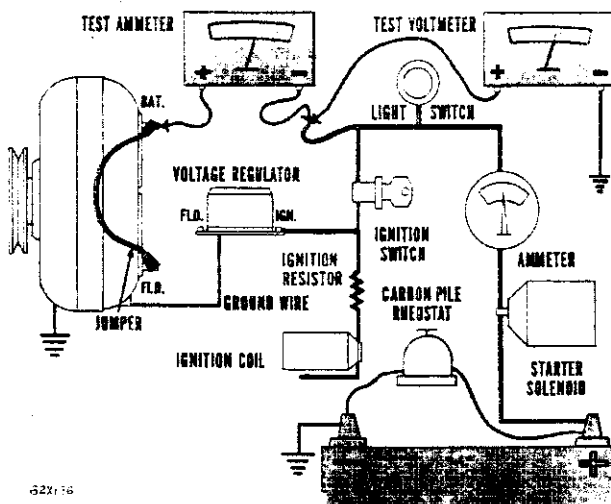 TEST AMMETER
TEST VOLTMETER
+
−
+
−
BAT.
LIGHT SWITCH
VOLTAGE REGULATOR
FLD.
IGN.
IGNITION
SWITCH
FLD.
JUMPER
GROUND WIRE
IGNITION
RESISTOR
AMMETER
CARBON PILE
RHEOSTAT
IGNITION COIL
STARTER
SOLENOID
−
+